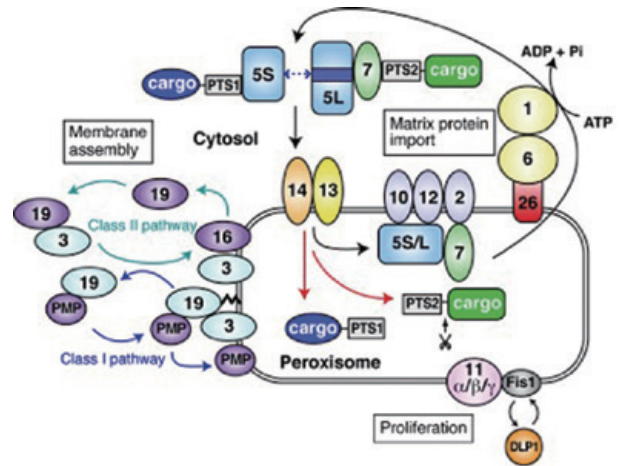 ADP + Pi
ATP
cargo
PTS1
5S
5L
7
PTS2
cargo
1
6
26
Matrix protein
import
Membrane
assembly
Cytosol
14
13
10
12
2
5S/L
7
19
19
3
Class II pathway
16
3
19
PMP
19
PMP
3
PMP
Class I pathway
cargo
PTS1
PTS2
cargo
Peroxisome
11
α/β/γ
Fis1
DLP1
Proliferation